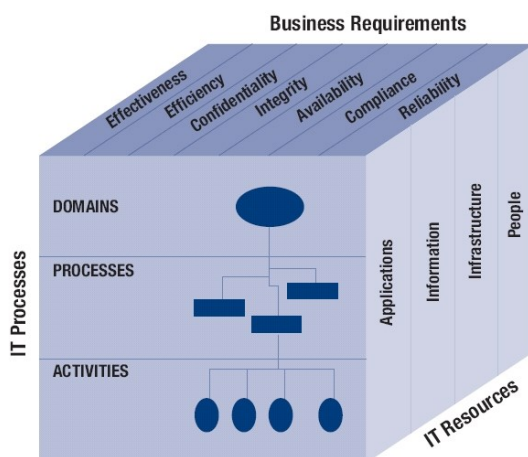 Business Requirements
Effectiveness
Efficiency
Confidentiality
Integrity
Availability
Compliance
Reliability
IT Processes
DOMAINS
PROCESSES
ACTIVITIES
Applications
Information
Infrastructure
People
IT Resources